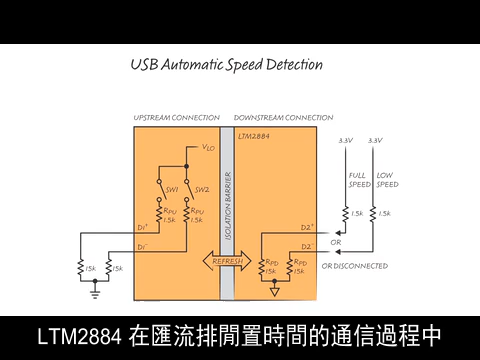 USB Automatic Speed Detection
UPSTREAM CONNECTION
DOWNSTREAM CONNECTION
LTM2884
VLO
SW1
SW2
RPU
1.5k
RPU
1.5k
D1+
D1-
15k
15k
ISOLATION BARRIER
REFRESH
RPD
15k
RPD
15k
D2+
D2-
3.3V
3.3V
FULL
SPEED
LOW
SPEED
1.5k
1.5k
OR
OR DISCONNECTED
LTM2884 在匯流排閒置時間的通信過程中